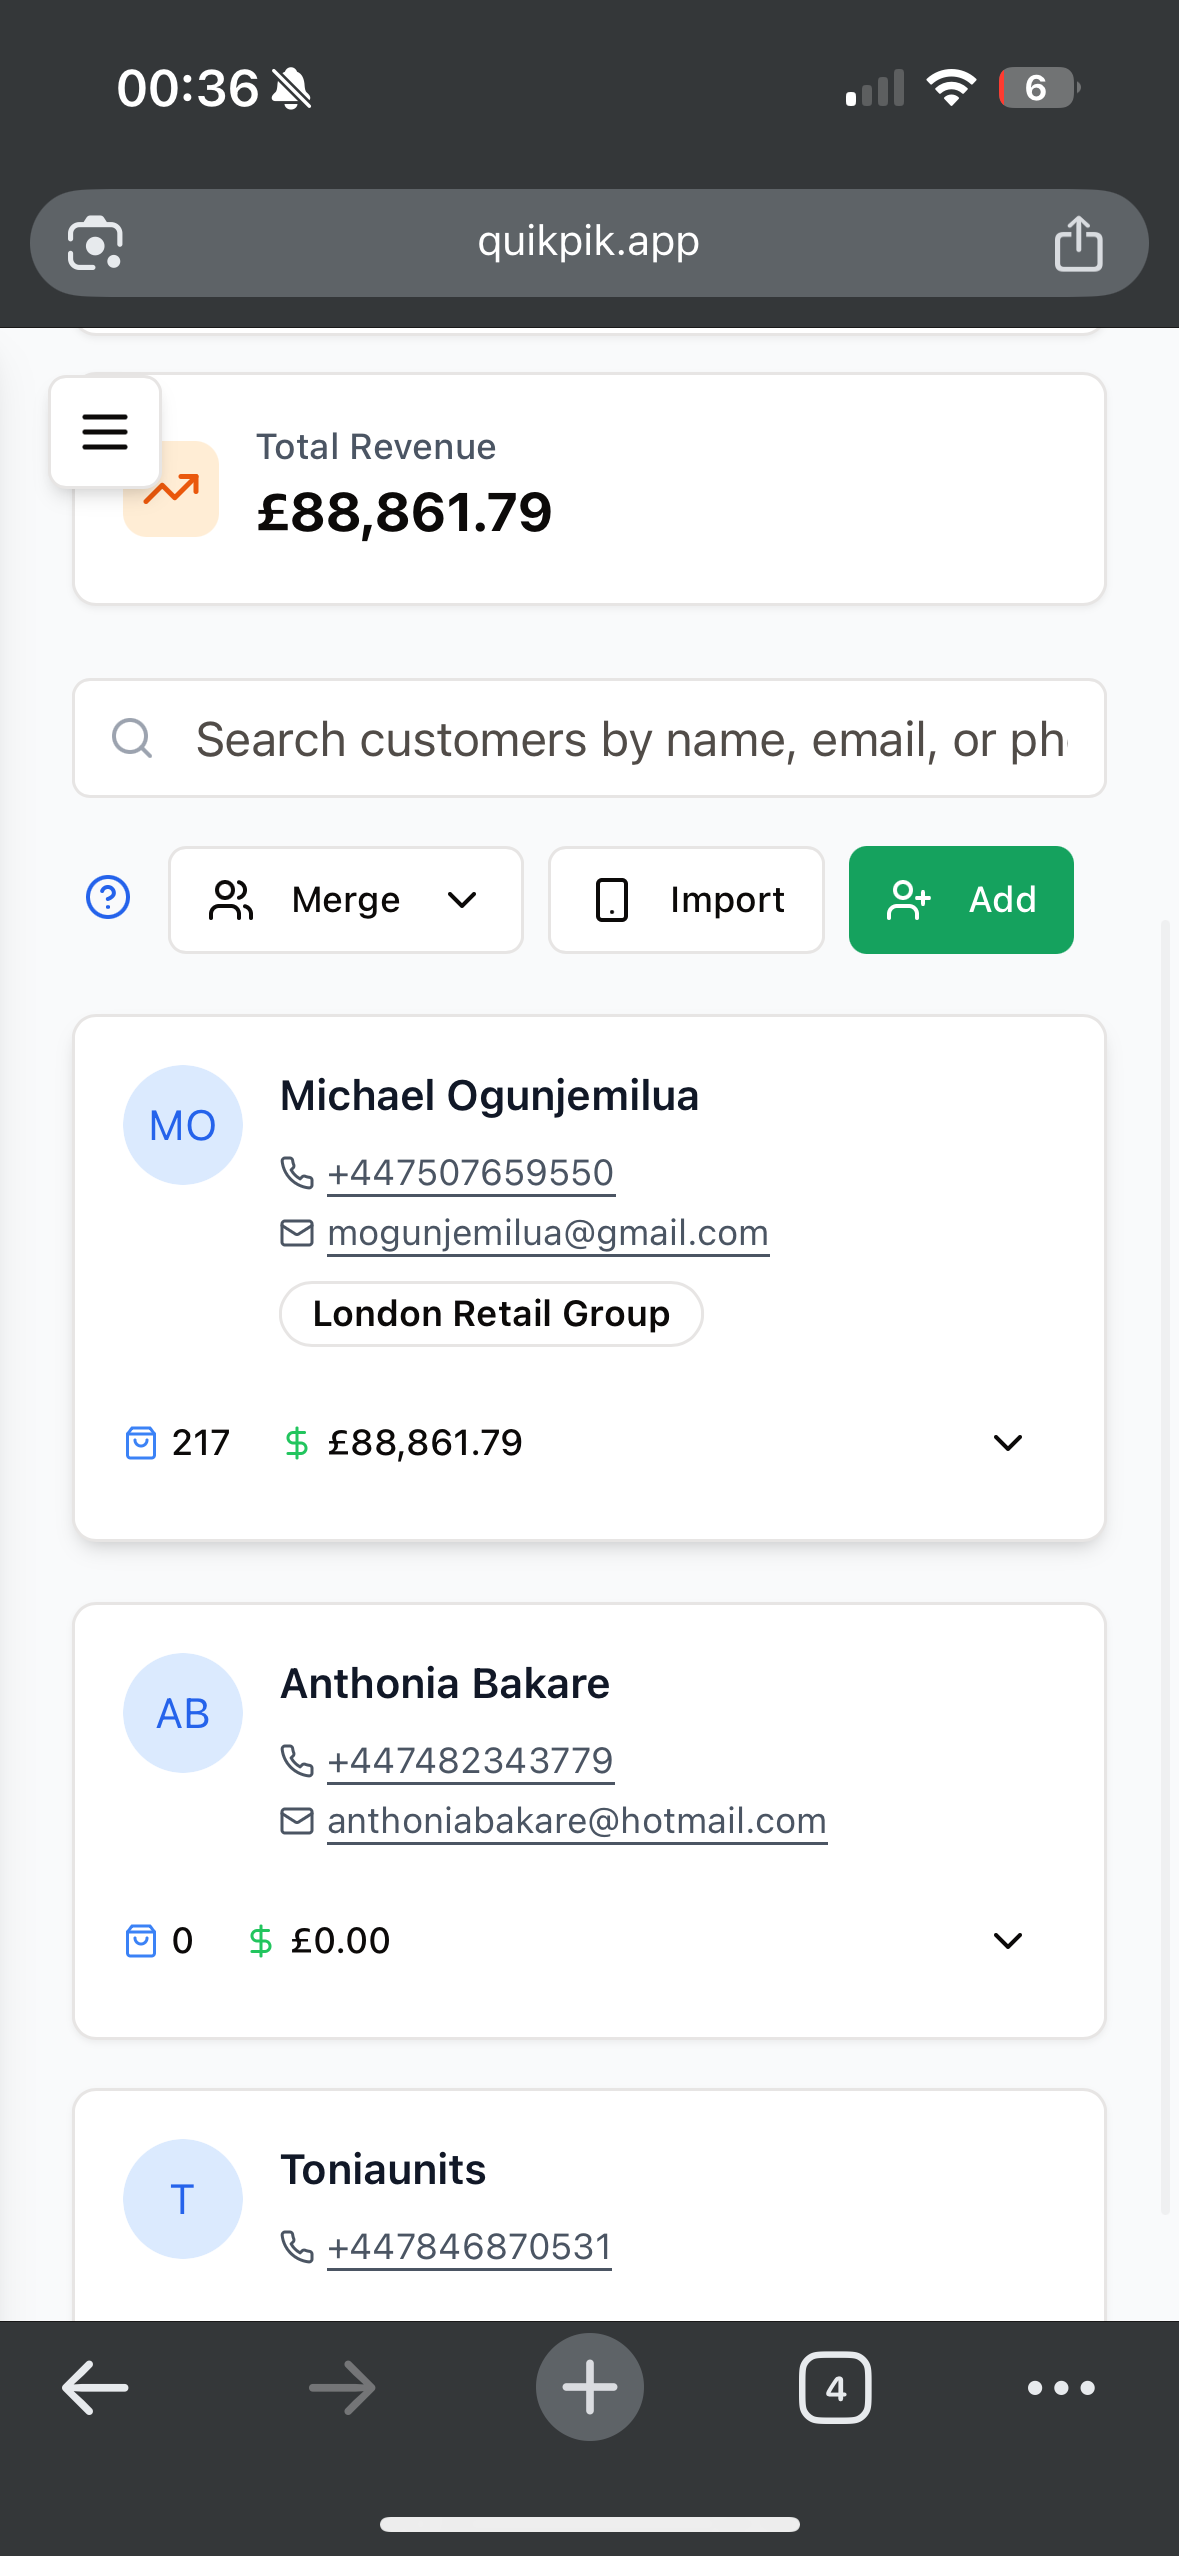 00:36
6
quikpik.app
Total Revenue
£88,861.79
Search customers by name, email, or pho
Merge
Import
Add
MO
Michael Ogunjemilua
+447507659550
mogunjemilua@gmail.com
London Retail Group
217
$
£88,861.79
AB
Anthonia Bakare
+447482343779
anthoniabakare@hotmail.com
0
$
£0.00
T
Toniaunits
+447846870531
4